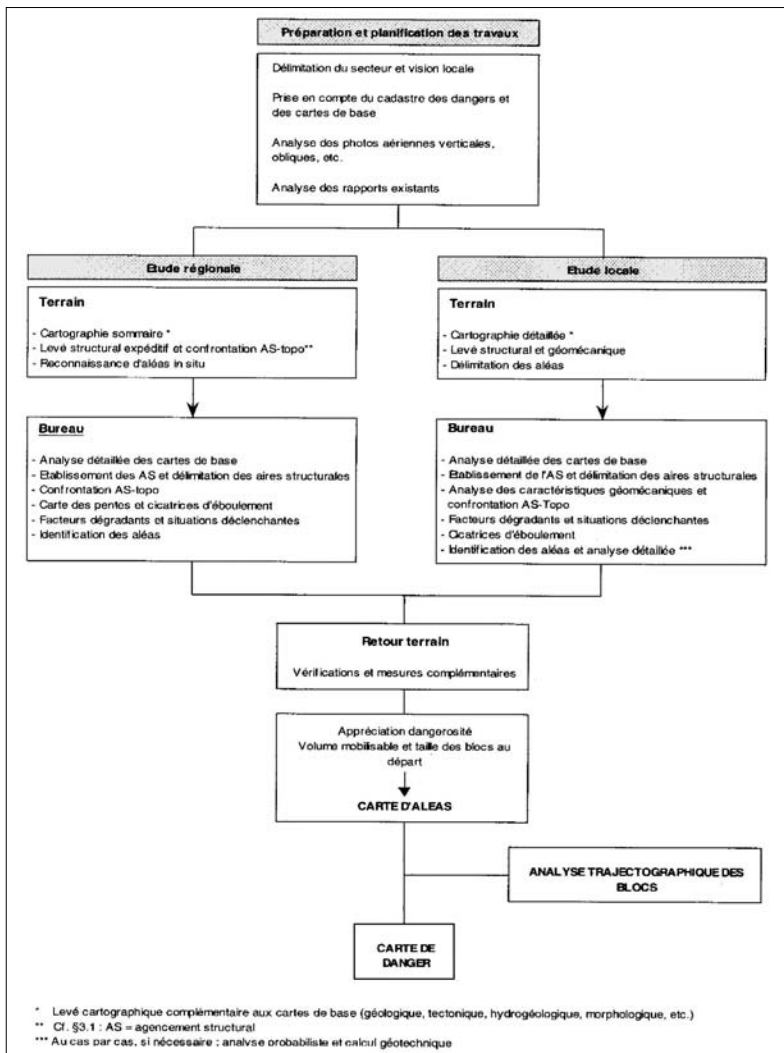 Préparation et planification des travaux
Délimitation du secteur et vision locale
Prise en compte du cadastre des dangers et
des cartes de base
Analyse des photos aériennes verticales,
obliques, etc.
Analyse des rapports existants
Etude régionale
Terrain
- Cartographie sommaire *
- Levé structural expéditif et confrontation AS-topo**
- Reconnaissance d'aléas in situ
Bureau
- Analyse détaillée des cartes de base
- Etablissement des AS et délimitation des aires structurales
- Confrontation AS-topo
- Carte des pentes et cicatrices d'éboulement
- Facteurs dégradants et situations déclenchantes
- Identification des aléas
Etude locale
Terrain
- Cartographie détaillée *
- Levé structural et géomécanique
- Délimitation des aléas
Bureau
- Analyse détaillée des cartes de base
- Etablissement de l'AS et délimitation des aires structurales
- Analyse des caractéristiques géomécaniques et
confrontation AS-Topo
- Facteurs dégradants et situations déclenchantes
- Cicatrices d'éboulement
- Identification des aléas et analyse détaillée ***
Retour terrain
Vérifications et mesures complémentaires
Appréciation dangerosité
Volume mobilisable et taille des blocs au
départ
CARTE D'ALEAS
ANALYSE TRAJECTOGRAPHIQUE DES
BLOCS
CARTE DE
DANGER
* Levé cartographique complémentaire aux cartes de base (géologique, tectonique, hydrogéologique, morphologique, etc.)
** Cf. §3.1 : AS = agencement structural
*** Au cas par cas, si nécessaire : analyse probabiliste et calcul géotechnique